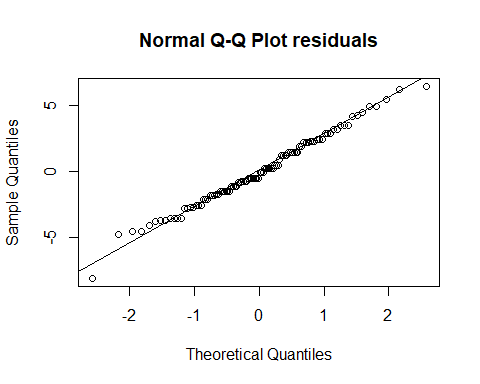 Normal Q-Q Plot residuals
Sample Quantiles
5
0
-5
-2
-1
0
1
2
Theoretical Quantiles